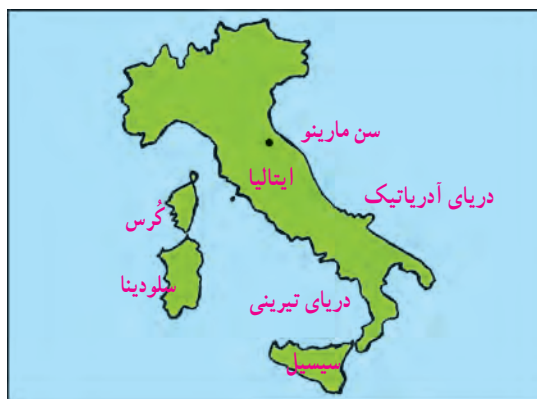 سن مارینو
ایتالیا
دریای آدریاتیک
کُرس
سلودینا
دریای تیرینی
سیسیل